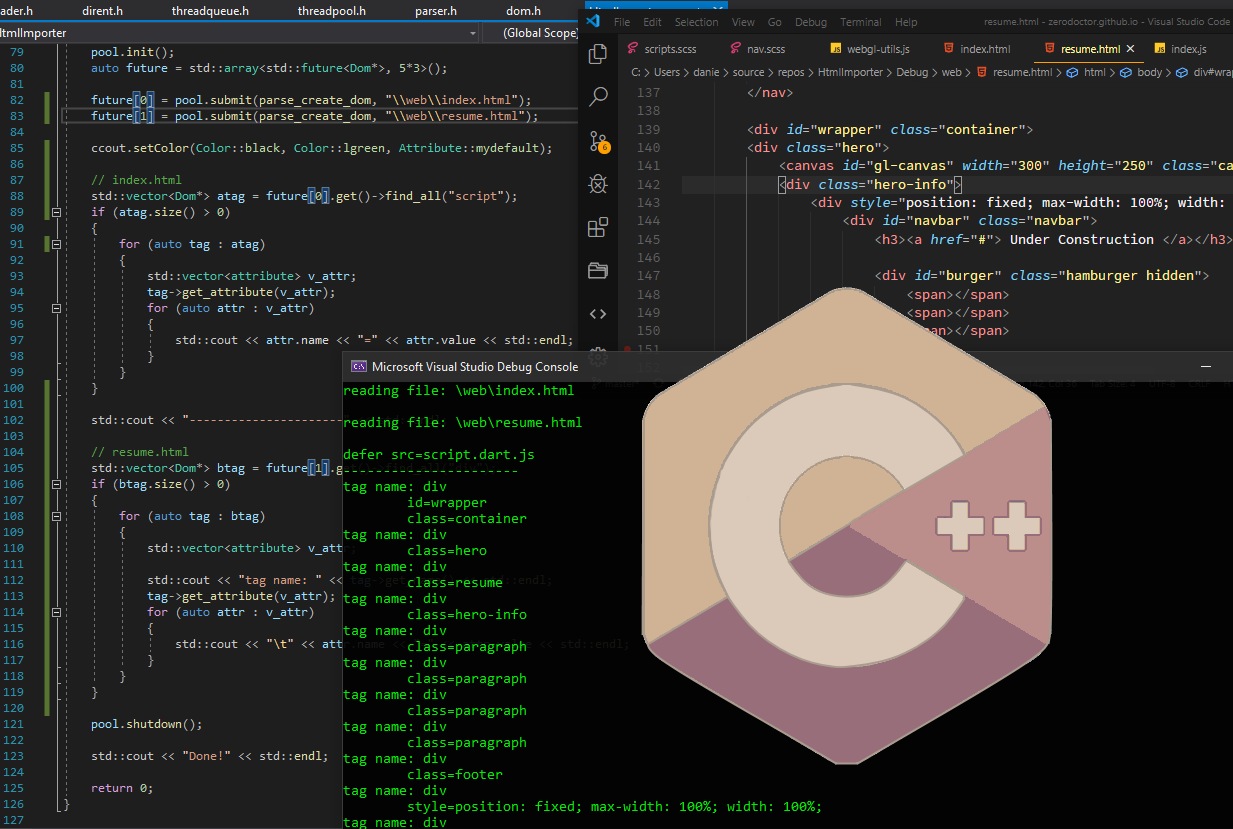 ader.h dirent.h threadqueue.h threadpool.h parser.h dom.h
HtmlImporter (Global Scope)
79 pool.init();
80 auto future = std::array<std::future<Dom*>, 5*3>();
81
82 future[0] = pool.submit(parse_create_dom, "\\web\\index.html");
83 future[1] = pool.submit(parse_create_dom, "\\web\\resume.html");
84
85 ccout.setColor(Color::black, Color::lgreen, Attribute::mydefault);
86
87 // index.html
88 std::vector<Dom*> atag = future[0].get()->find_all("script");
89 if (atag.size() > 0)
90 {
91 for (auto tag : atag)
92 {
93 std::vector<attribute> v_attr;
94 tag->get_attribute(v_attr);
95 for (auto attr : v_attr)
96 {
97 std::cout << attr.name << "=" << attr.value << std::endl;
98 }
99 }
100 }
101
102 std::cout << "--------------------
103
104 // resume.html
105 std::vector<Dom*> btag = future[1].g
106 if (btag.size() > 0)
107 {
108 for (auto tag : btag)
109 {
110 std::vector<attribute> v_attr
111
112 std::cout << "tag name: " << tag->get std::endl;
113 tag->get_attribute(v_attr);
114 for (auto attr : v_attr)
115 {
116 std::cout << "\t" << attr.name << std::endl;
117 }
118 }
119 }
120
121 pool.shutdown();
122
123 std::cout << "Done!" << std::endl;
124
125 return 0;
126 }
127
File Edit Selection View Go Debug Terminal Help resume.html - zerodoctor.github.io - Visual Studio Code
scripts.scss nav.scss JS webgl-utils.js index.html resume.html × JS index.js
C: > Users > danie > source > repos > HtmlImporter > Debug > web > resume.html > html > body > div#wrap
6
137 </nav>
138
139 <div id="wrapper" class="container">
140 <div class="hero">
141 <canvas id="gl-canvas" width="300" height="250" class="ca
142 <div class="hero-info">
143 <div style="position: fixed; max-width: 100%; width:
144 <div id="navbar" class="navbar">
145 <h3><a href="#"> Under Construction </a></h3>
146
147 <div id="burger" class="hamburger hidden">
148 <span></span>
149 <span></span>
150 an></span>
151
Microsoft Visual Studio Debug Console
reading file: \web\index.html
reading file: \web\resume.html
defer src=script.dart.js
----------------------
tag name: div
id=wrapper
class=container
tag name: div
class=hero
tag name: div
class=resume
tag name: div
class=hero-info
tag name: div
class=paragraph
tag name: div
class=paragraph
tag name: div
class=paragraph
tag name: div
class=paragraph
tag name: div
class=footer
tag name: div
style=position: fixed; max-width: 100%; width: 100%;
tag name: div
C++